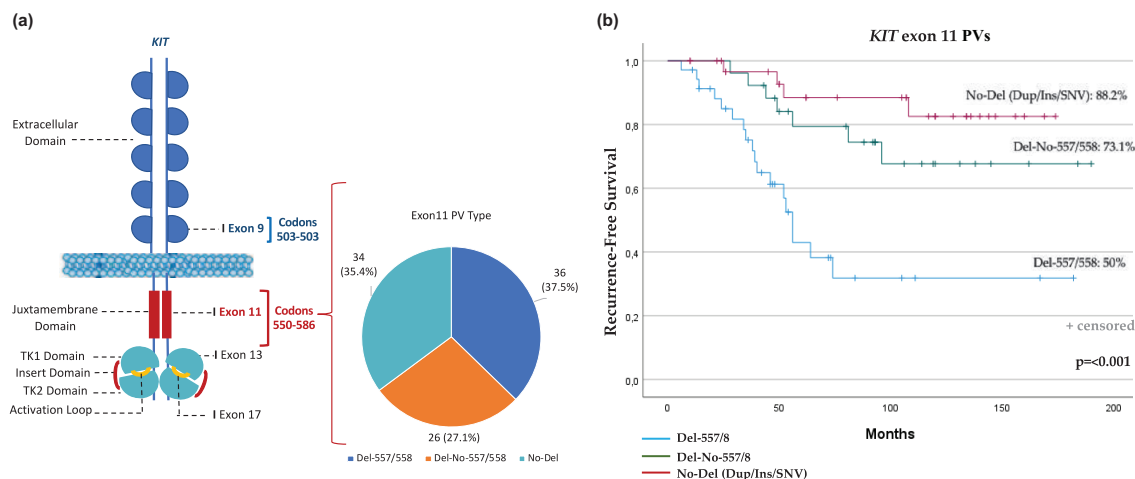 (a)
KIT
Extracellular
Domain
I Exon 9
Codons
503-503
Juxtamembrane
Domain
I Exon 11
Codons
550-586
TK1 Domain
Insert Domain
TK2 Domain
Activation Loop
I Exon 13
I Exon 17
Exon11 PV Type
34
(35.4%)
36
(37.5%)
26 (27.1%)
Del-557/558
Del-No-557/558
No-Del
(b)
KIT exon 11 PVs
Recurrence-Free Survival
1,0
0,8
0,6
0,4
0,2
0,0
No-Del (Dup/Ins/SNV): 88.2%
Del-No-557/558: 73.1%
Del-557/558: 50%
+ censored
p=<0.001
0
50
100
150
200
Months
Del-557/8
Del-No-557/8
No-Del (Dup/Ins/SNV)